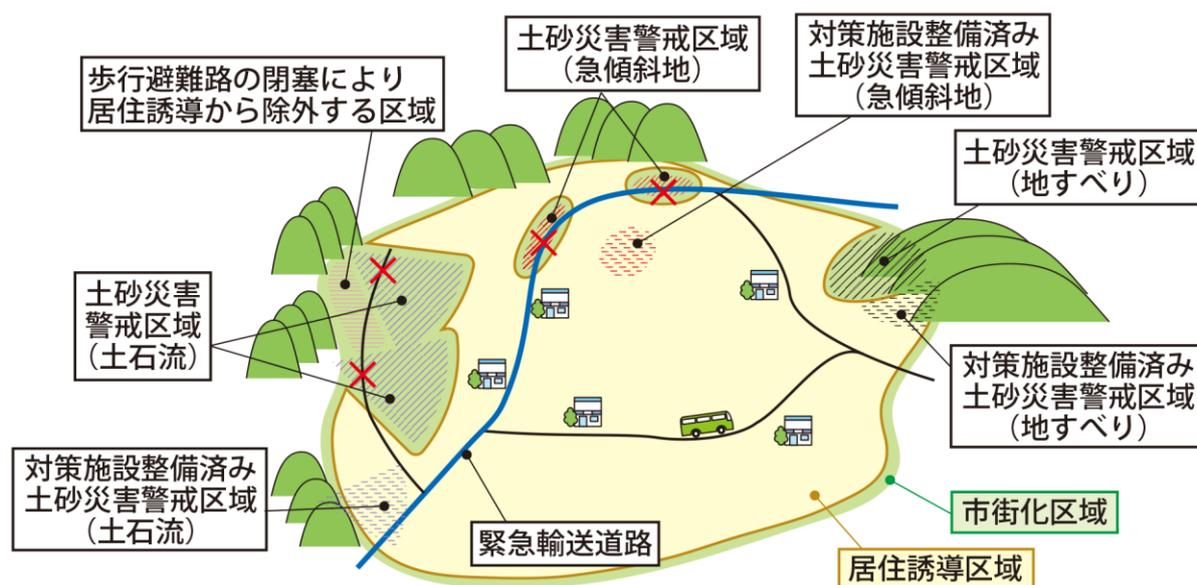 土砂災害警戒区域
（急傾斜地）
対策施設整備済み
土砂災害警戒区域
（急傾斜地）
歩行避難路の閉塞により
居住誘導から除外する区域
土砂災害警戒区域
（地すべり）
土砂災害
警戒区域
（土石流）
対策施設整備済み
土砂災害警戒区域
（地すべり）
対策施設整備済み
土砂災害警戒区域
（土石流）
緊急輸送道路
市街化区域
居住誘導区域